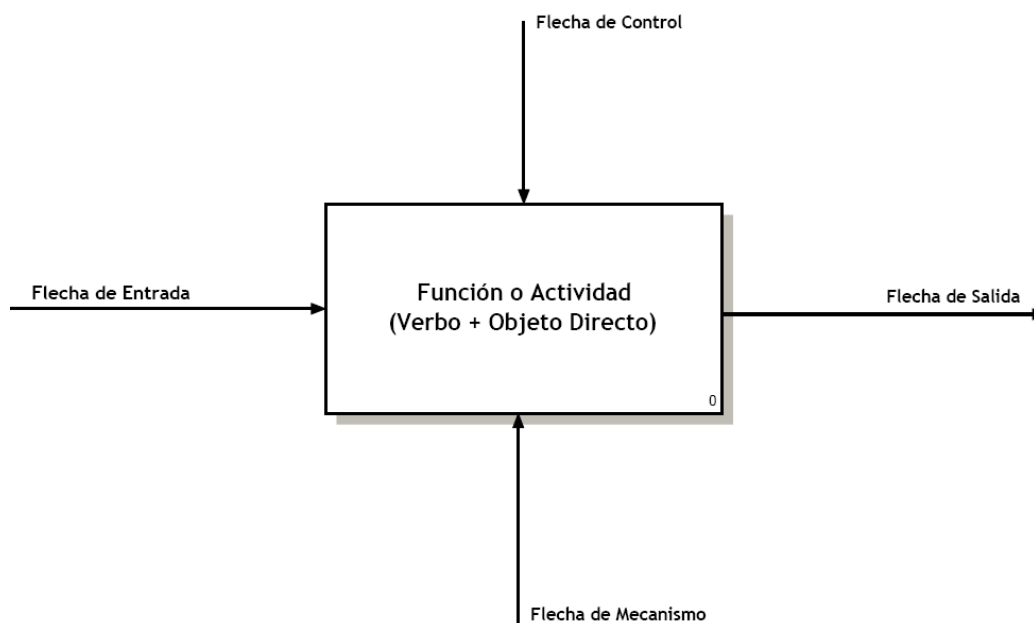 Flecha de Control
Flecha de Entrada
Función o Actividad
(Verbo + Objeto Directo)
Flecha de Salida
0
Flecha de Mecanismo